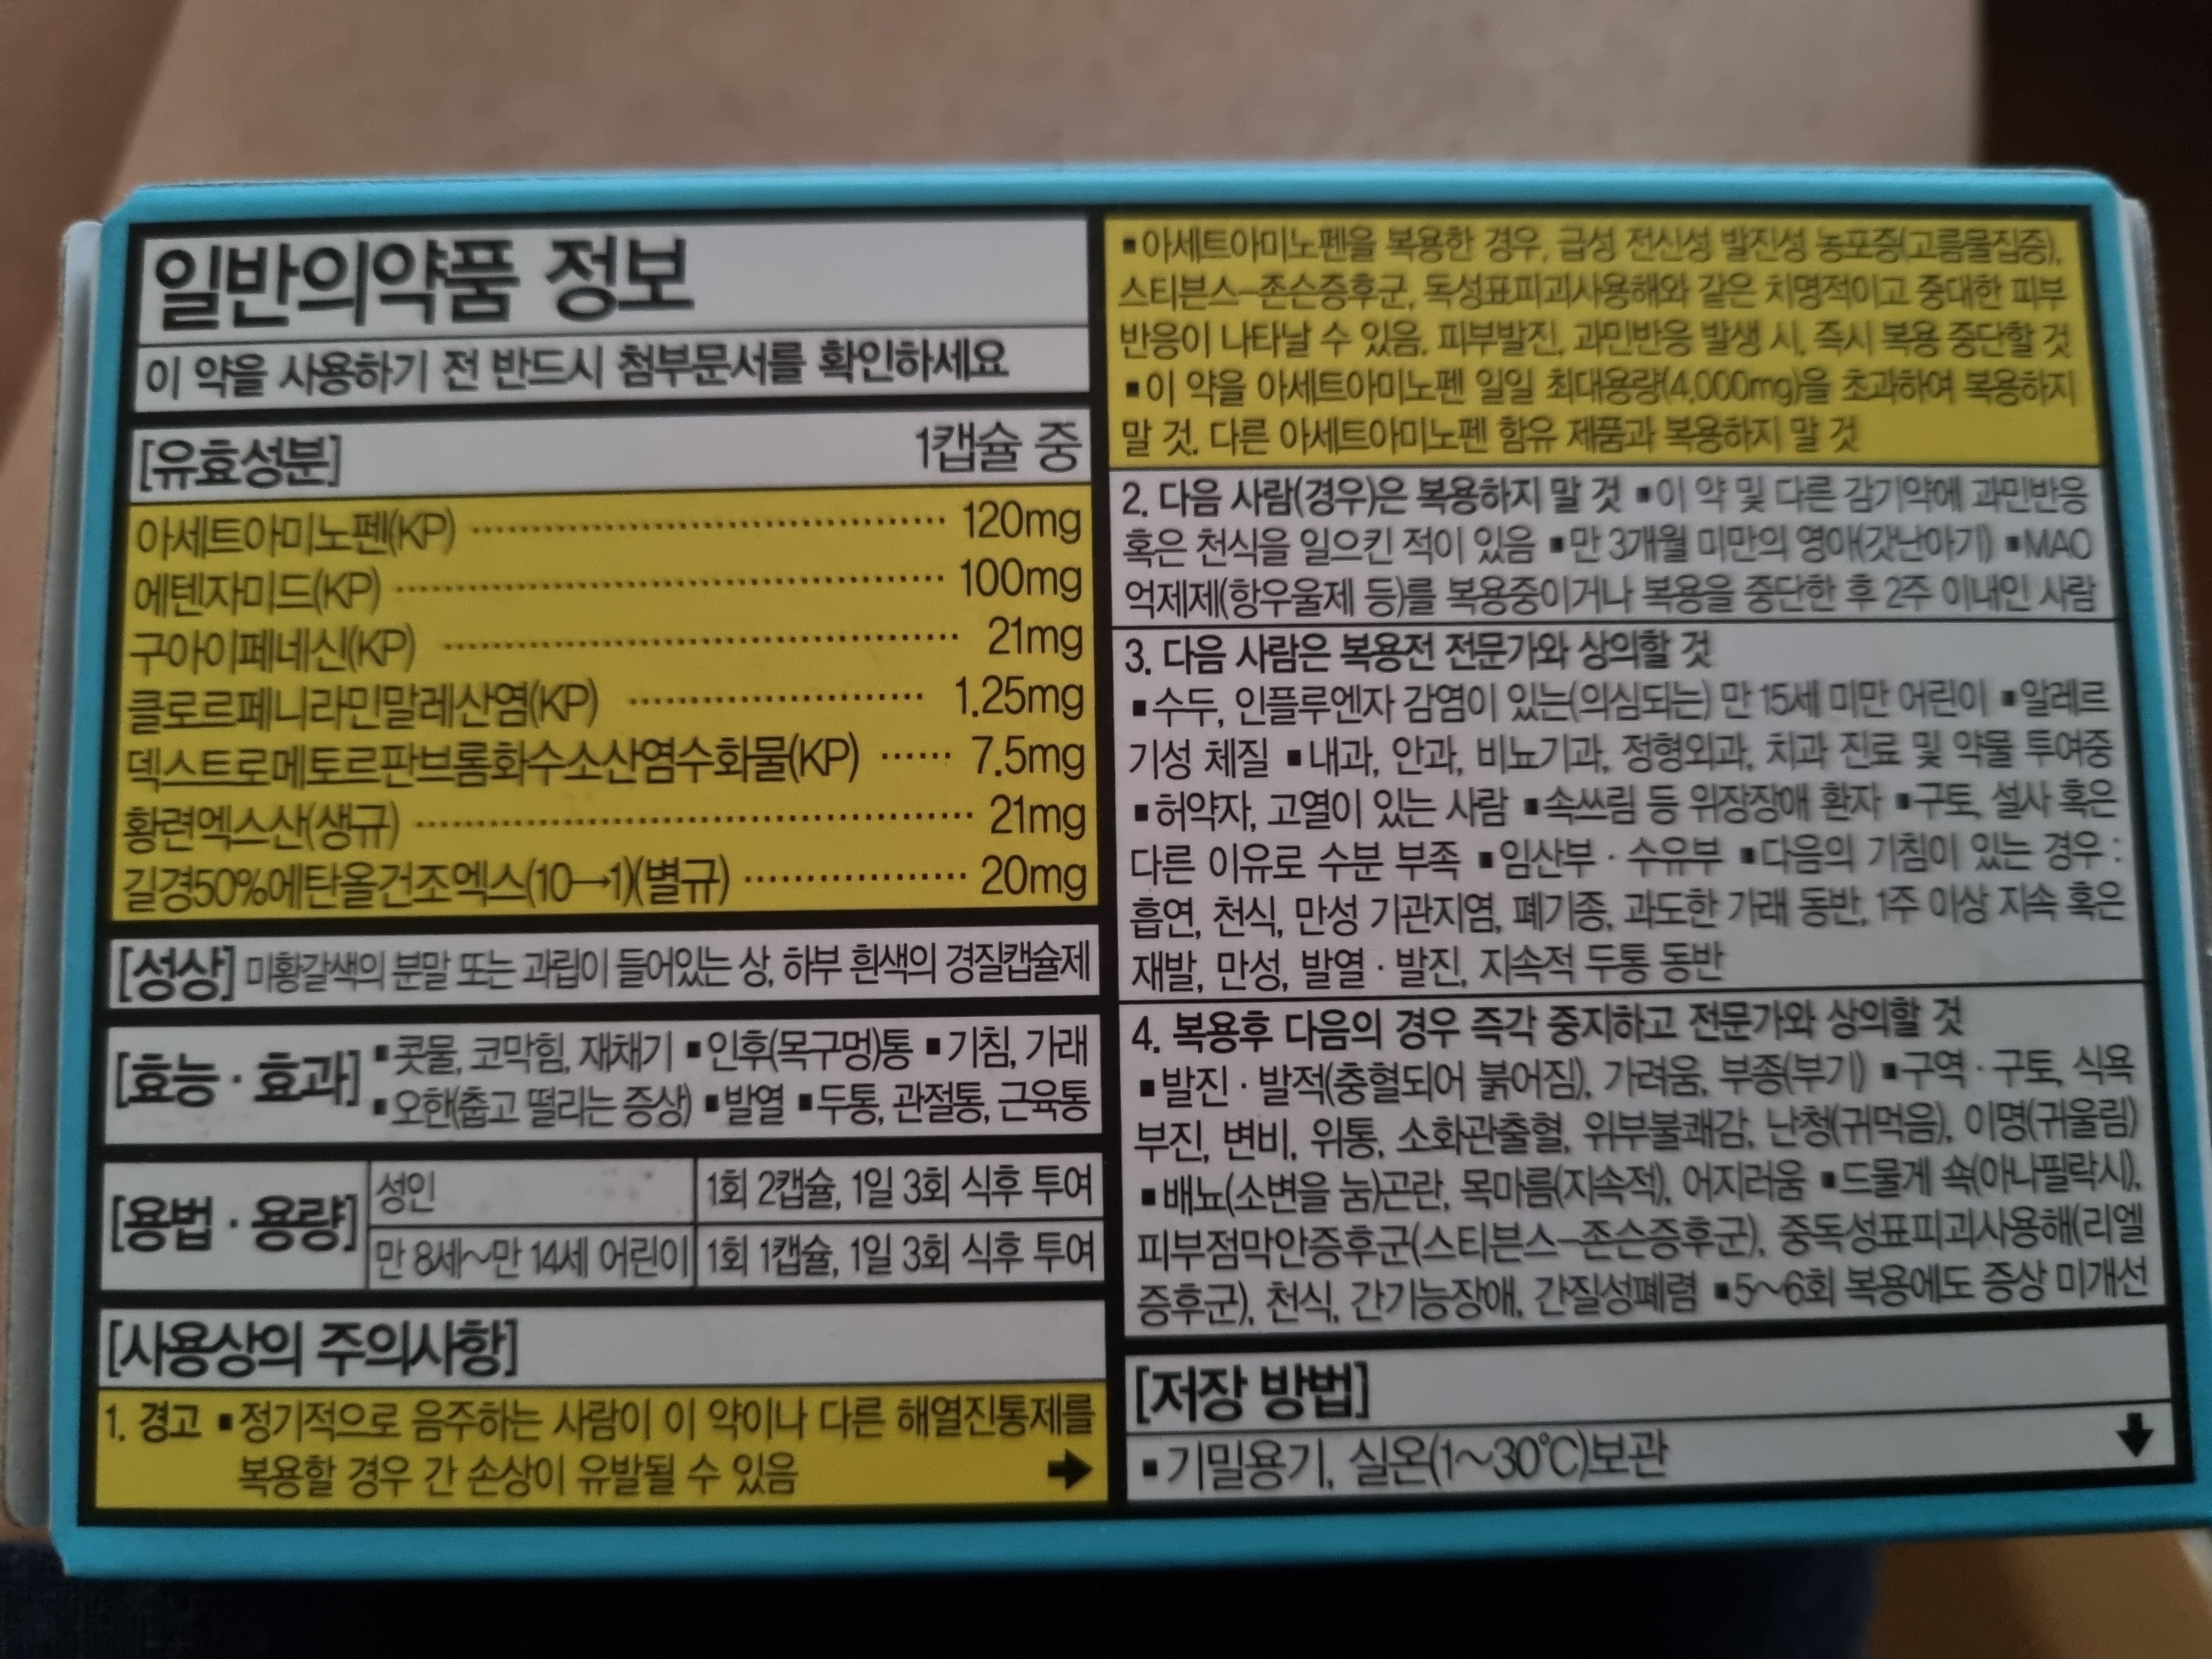 일반의약품 정보
이 약을 사용하기 전 반드시 첨부문서를 확인하세요
[유효성분] 1캡슐 중
아세트아미노펜(KP) ·················· 120mg
에텐자미드(KP) ·················· 100mg
구아이페네신(KP) ·················· 21mg
클로르페니라민말레산염(KP) ·················· 1.25mg
덱스트로메토르판브롬화수소산염수화물(KP) ······ 7.5mg
황련엑스산(생규) ·················· 21mg
길경50%에탄올건조엑스(10→1)(별규) ·················· 20mg
[성상] 미황갈색의 분말 또는 과립이 들어있는 상, 하부 흰색의 경질캡슐제
[효능·효과] ▪콧물, 코막힘, 재채기 ▪인후(목구멍)통 ▪기침, 가래
▪오한(춥고 떨리는 증상) ▪발열 ▪두통, 관절통, 근육통
[용법·용량] 성인 1회 2캡슐, 1일 3회 식후 투여
만 8세~만 14세 어린이 1회 1캡슐, 1일 3회 식후 투여
[사용상의 주의사항]
1. 경고 ▪정기적으로 음주하는 사람이 이 약이나 다른 해열진통제를
복용할 경우 간 손상이 유발될 수 있음 →
▪아세트아미노펜을 복용한 경우, 급성 전신성 발진성 농포증(고름물집증),
스티븐스-존슨증후군, 독성표피괴사용해와 같은 치명적이고 중대한 피부
반응이 나타날 수 있음. 피부발진, 과민반응 발생 시, 즉시 복용 중단할 것
▪이 약을 아세트아미노펜 일일 최대용량(4,000mg)을 초과하여 복용하지
말 것. 다른 아세트아미노펜 함유 제품과 복용하지 말 것
2. 다음 사람(경우)은 복용하지 말 것 ▪이 약 및 다른 감기약에 과민반응
혹은 천식을 일으킨 적이 있음 ▪만 3개월 미만의 영아(갓난아기) ▪MAO
억제제(항우울제 등)를 복용중이거나 복용을 중단한 후 2주 이내인 사람
3. 다음 사람은 복용전 전문가와 상의할 것
▪수두, 인플루엔자 감염이 있는(의심되는) 만 15세 미만 어린이 ▪알레르
기성 체질 ▪내과, 안과, 비뇨기과, 정형외과, 치과 진료 및 약물 투여중
▪허약자, 고열이 있는 사람 ▪속쓰림 등 위장장애 환자 ▪구토, 설사 혹은
다른 이유로 수분 부족 ▪임산부·수유부 ▪다음의 기침이 있는 경우 :
흡연, 천식, 만성 기관지염, 폐기종, 과도한 가래 동반, 1주 이상 지속 혹은
재발, 만성, 발열·발진, 지속적 두통 동반
4. 복용후 다음의 경우 즉각 중지하고 전문가와 상의할 것
▪발진·발적(충혈되어 붉어짐), 가려움, 부종(부기) ▪구역·구토, 식욕
부진, 변비, 위통, 소화관출혈, 위부불쾌감, 난청(귀먹음), 이명(귀울림)
▪배뇨(소변을 눔)곤란, 목마름(지속적), 어지러움 ▪드물게 쇽(아나필락시),
피부점막안증후군(스티븐스-존슨증후군), 중독성표피괴사용해(리엘
증후군), 천식, 간기능장애, 간질성폐렴 ▪5~6회 복용에도 증상 미개선
[저장 방법]
▪기밀용기, 실온(1~30℃)보관 ↓